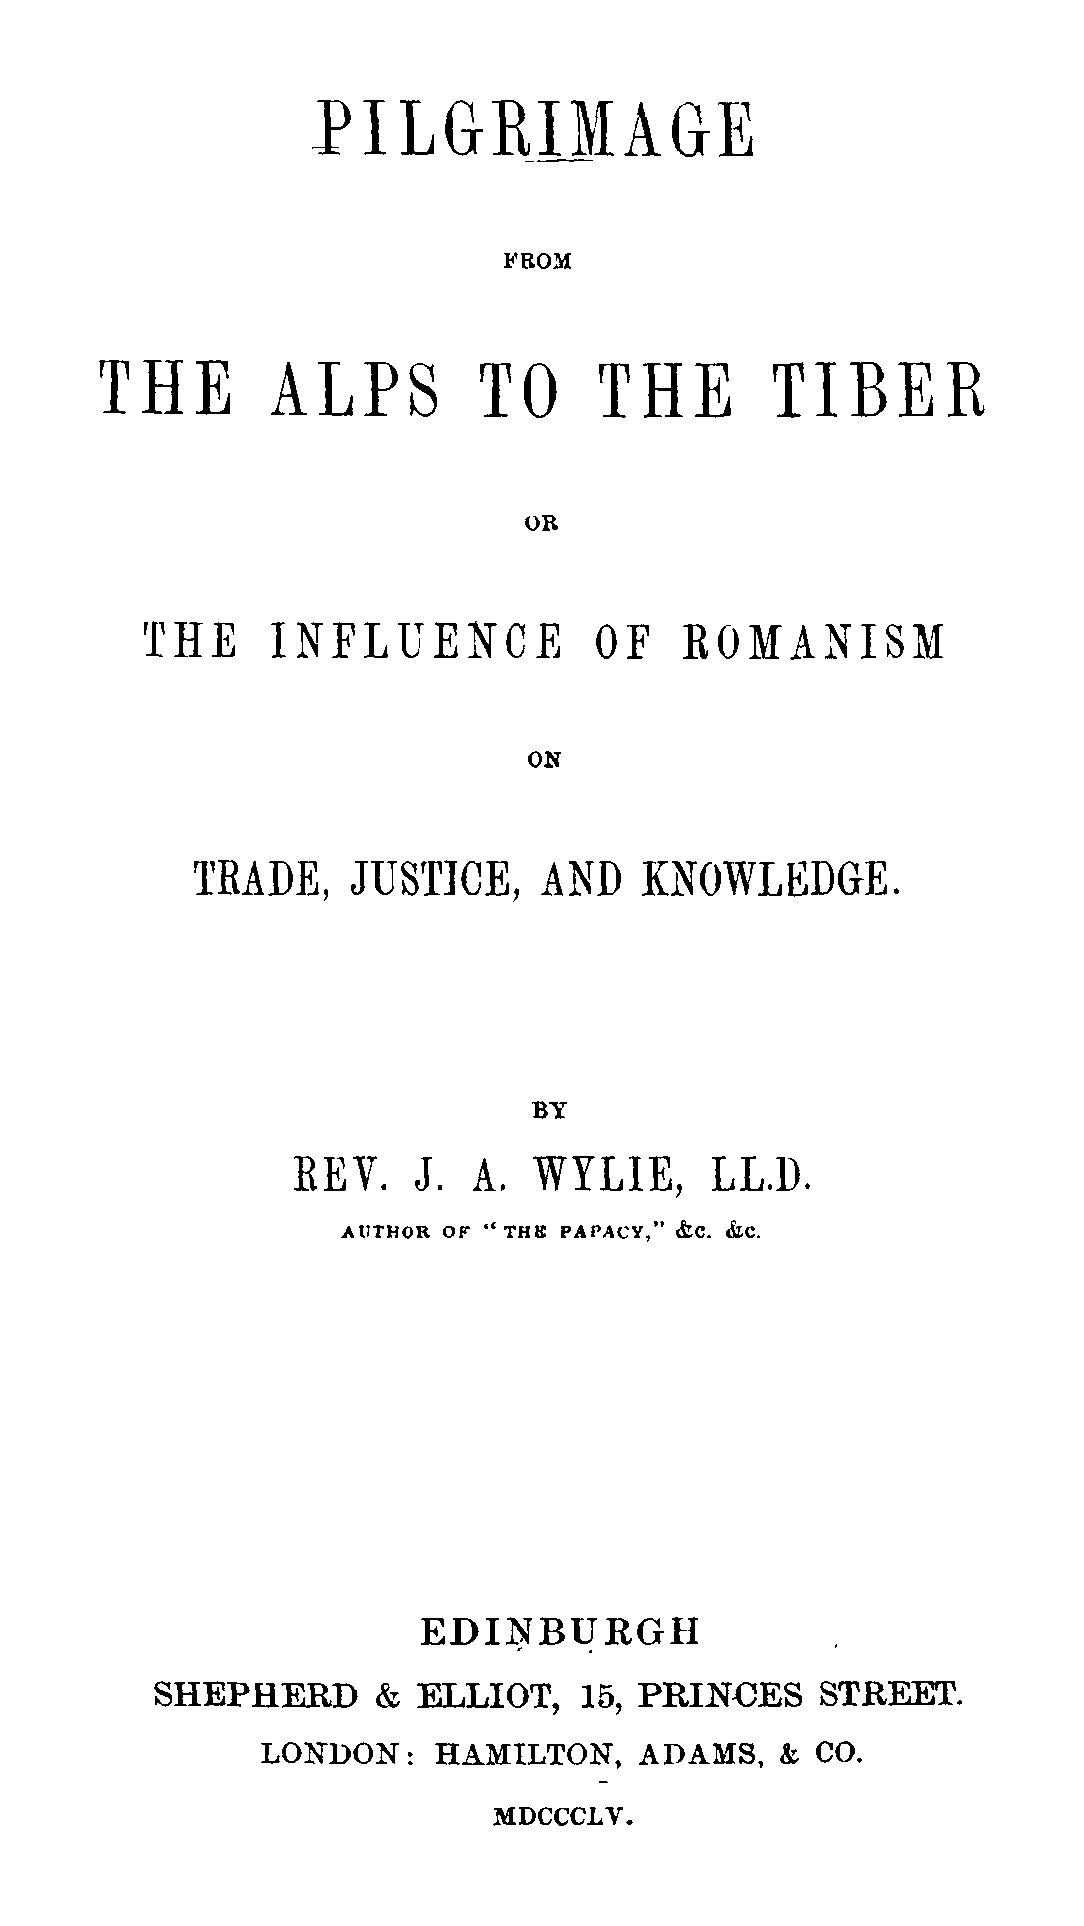 PILGRIMAGE
FROM
THE ALPS TO THE TIBER
OR
THE INFLUENCE OF ROMANISM
ON
TRADE, JUSTICE, AND KNOWLEDGE.
BY
REV. J. A. WYLIE, LL.D.
AUTHOR OF "THE PAPACY," &c. &c.
EDINBURGH
SHEPHERD & ELLIOT, 15, PRINCES STREET.
LONDON: HAMILTON, ADAMS, & CO.
MDCCCLV.